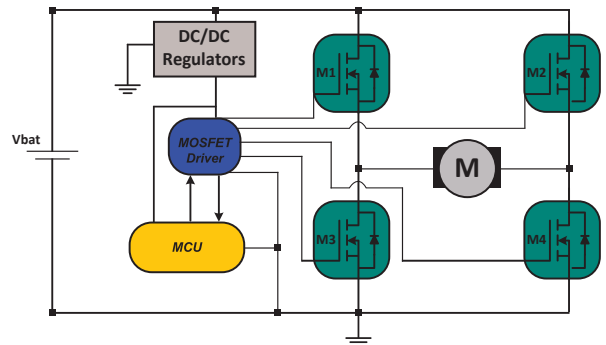 DC/DC
Regulators
M1
M2
Vbat
MOSFET
Driver
M
M3
M4
MCU